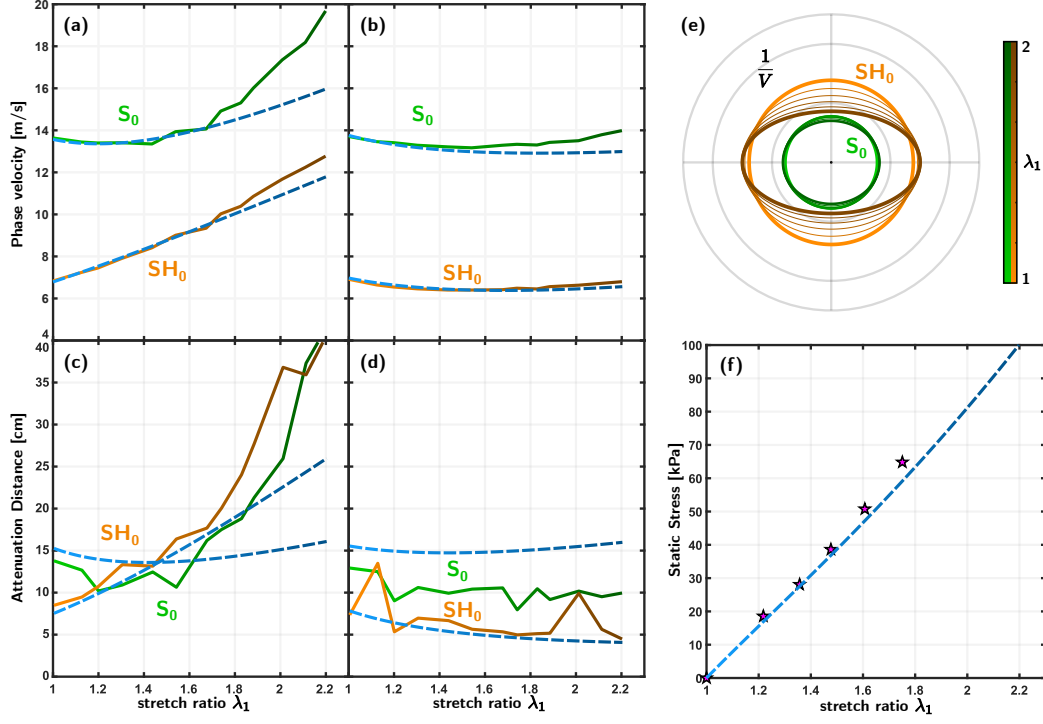 (a)
20
18
16
14
12
10
8
6
4
Phase velocity [m/s]
S₀
SH₀
(b)
S₀
SH₀
(c)
40
35
30
25
20
15
10
5
0
Attenuation Distance [cm]
SH₀
S₀
1 1.2 1.4 1.6 1.8 2 2.2
stretch ratio λ₁
(d)
S₀
SH₀
1 1.2 1.4 1.6 1.8 2 2.2
stretch ratio λ₁
(e)
1
V
SH₀
S₀
2
λ₁
1
(f)
100
90
80
70
60
50
40
30
20
10
0
Static Stress [kPa]
1 1.2 1.4 1.6 1.8 2 2.2
stretch ratio λ₁